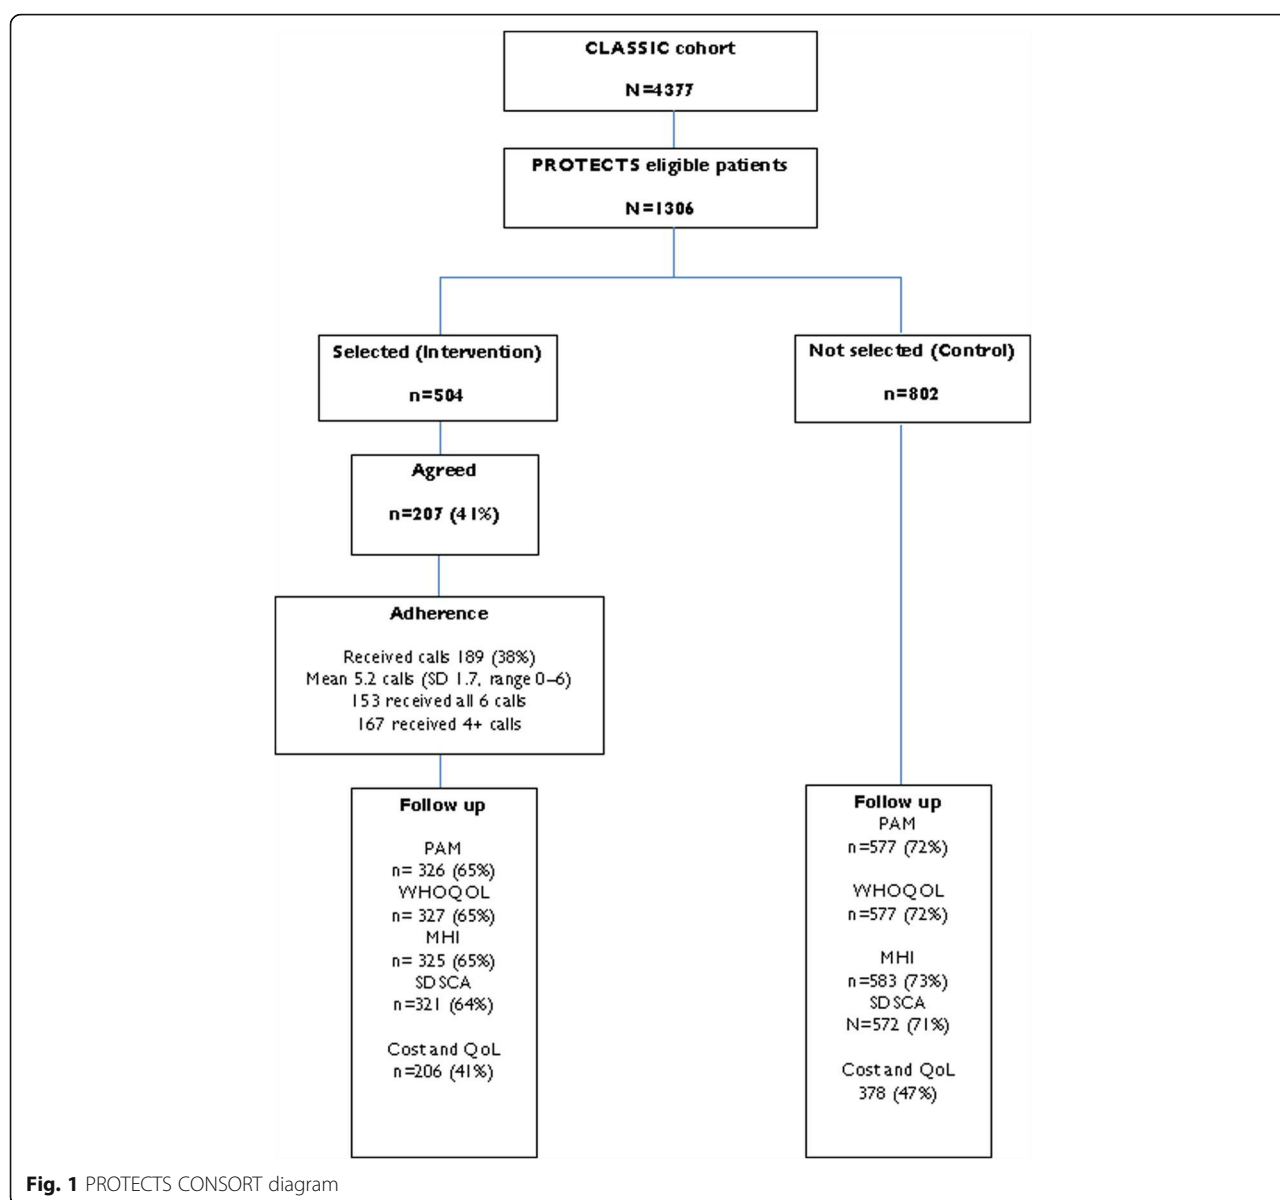 CLASSIC cohort
N=4377
PROTECTS eligible patients
N=1306
Selected (Intervention)
n=504
Not selected (Control)
n=802
Agreed
n=207 (41%)
Adherence
Received calls 189 (38%)
Mean 5.2 calls (SD 1.7, range 0–6)
153 received all 6 calls
167 received 4+ calls
Follow up
PAM
n= 326 (65%)
WHOQOL
n= 327 (65%)
MHI
n= 325 (65%)
SDSCA
n=321 (64%)
Cost and QoL
n=206 (41%)
Follow up
PAM
n=577 (72%)
WHOQOL
n=577 (72%)
MHI
n=583 (73%)
SDSCA
N=572 (71%)
Cost and QoL
378 (47%)
Fig. 1 PROTECTS CONSORT diagram